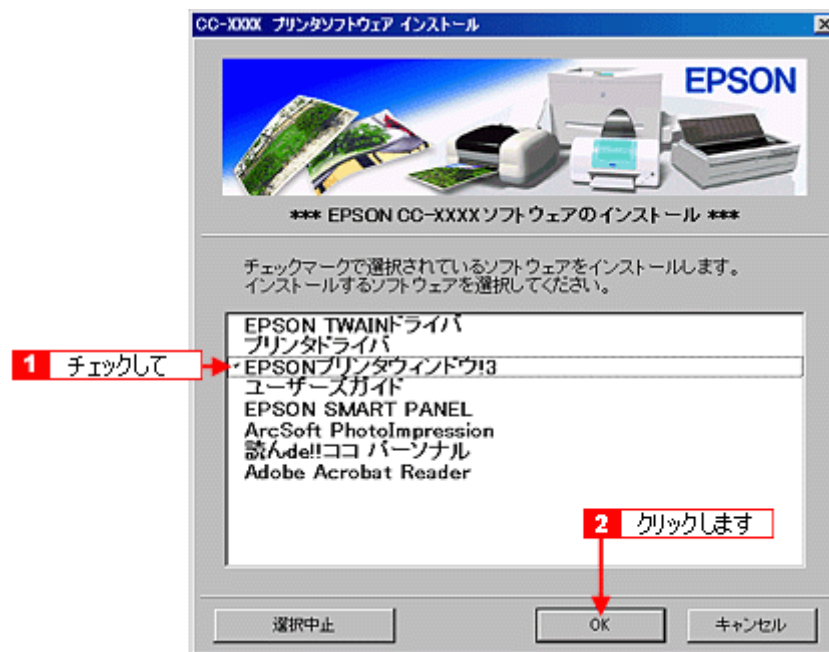 CC-XXXX プリンタソフトウェア インストール
EPSON
*** EPSON CC-XXXXソフトウェアのインストール ***
チェックマークで選択されているソフトウェアをインストールします。
インストールするソフトウェアを選択してください。
EPSON TWAINドライバ
プリンタドライバ
1 チェックして
EPSONプリンタウィンドウ!3
ユーザーズガイド
EPSON SMART PANEL
ArcSoft PhotoImpression
読んde!!ココ パーソナル
Adobe Acrobat Reader
2 クリックします
選択中止
OK
キャンセル